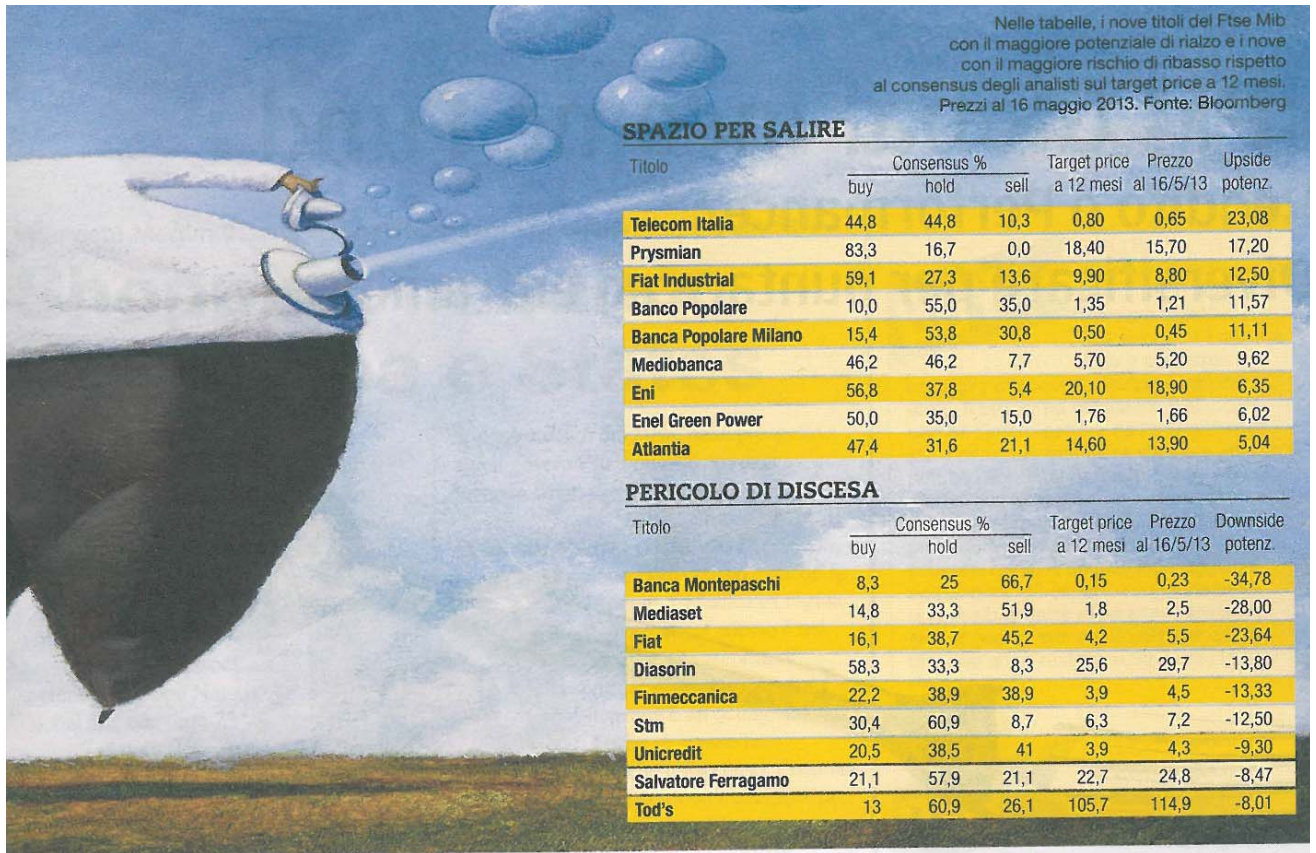 Nelle tabelle, i nove titoli del Ftse Mib
con il maggiore potenziale di rialzo e i nove
con il maggiore rischio di ribasso rispetto
al consensus degli analisti sul target price a 12 mesi.
Prezzi al 16 maggio 2013. Fonte: Bloomberg
SPAZIO PER SALIRE
Titolo Consensus % Target price Prezzo Upside
buy hold sell a 12 mesi al 16/5/13 potenz.
Telecom Italia 44,8 44,8 10,3 0,80 0,65 23,08
Prysmian 83,3 16,7 0,0 18,40 15,70 17,20
Fiat Industrial 59,1 27,3 13,6 9,90 8,80 12,50
Banco Popolare 10,0 55,0 35,0 1,35 1,21 11,57
Banca Popolare Milano 15,4 53,8 30,8 0,50 0,45 11,11
Mediobanca 46,2 46,2 7,7 5,70 5,20 9,62
Eni 56,8 37,8 5,4 20,10 18,90 6,35
Enel Green Power 50,0 35,0 15,0 1,76 1,66 6,02
Atlantia 47,4 31,6 21,1 14,60 13,90 5,04
PERICOLO DI DISCESA
Titolo Consensus % Target price Prezzo Downside
buy hold sell a 12 mesi al 16/5/13 potenz.
Banca Montepaschi 8,3 25 66,7 0,15 0,23 -34,78
Mediaset 14,8 33,3 51,9 1,8 2,5 -28,00
Fiat 16,1 38,7 45,2 4,2 5,5 -23,64
Diasorin 58,3 33,3 8,3 25,6 29,7 -13,80
Finmeccanica 22,2 38,9 38,9 3,9 4,5 -13,33
Stm 30,4 60,9 8,7 6,3 7,2 -12,50
Unicredit 20,5 38,5 41 3,9 4,3 -9,30
Salvatore Ferragamo 21,1 57,9 21,1 22,7 24,8 -8,47
Tod's 13 60,9 26,1 105,7 114,9 -8,01